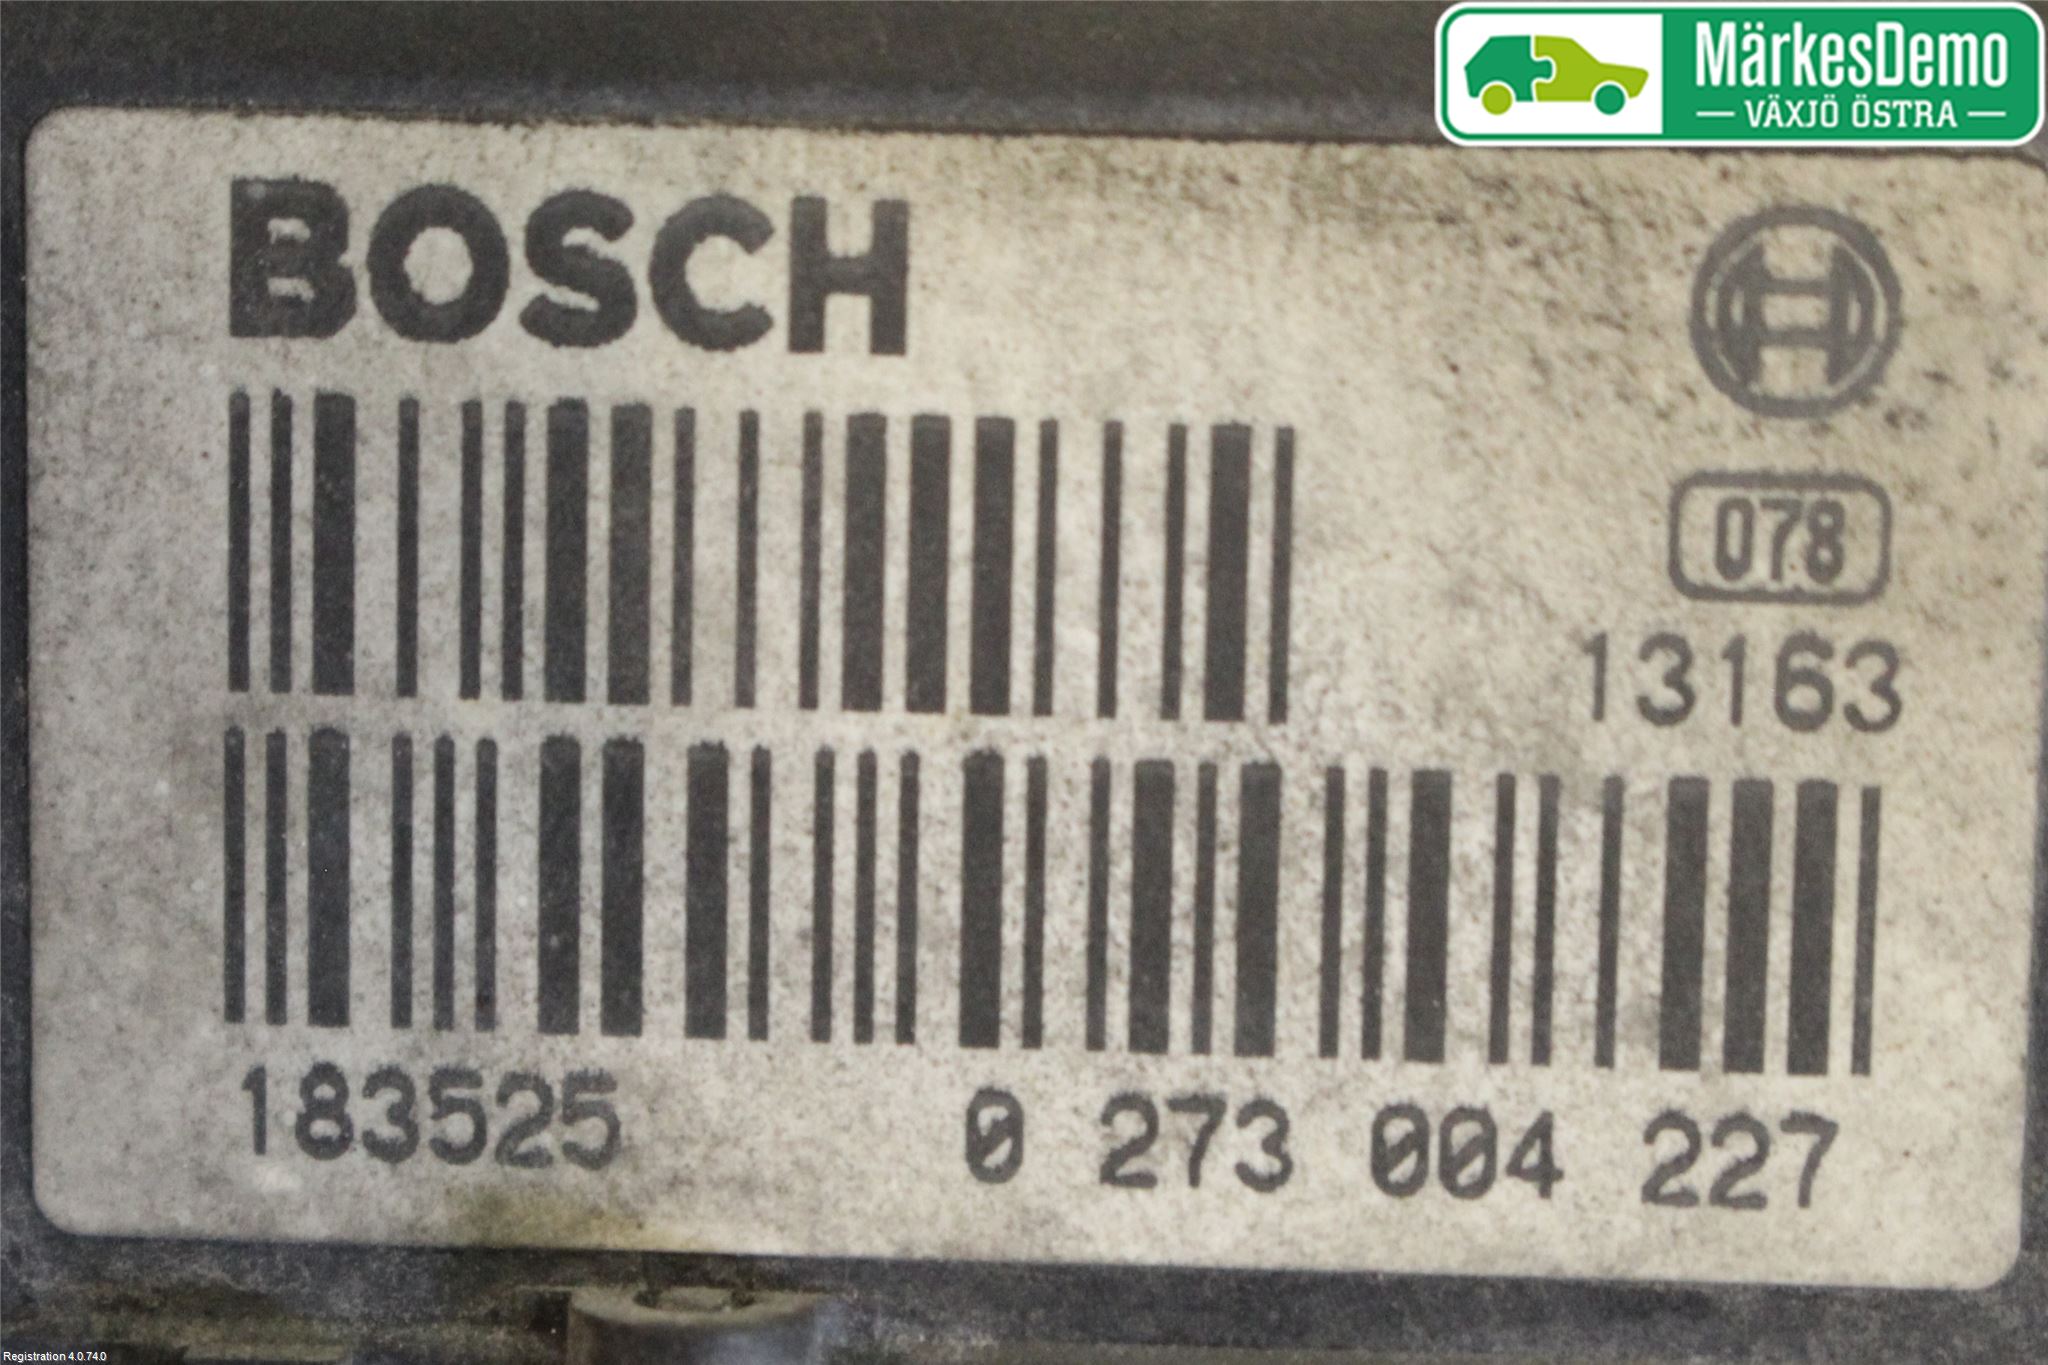 MärkesDemo
VÄXJÖ ÖSTRA
BOSCH
078
13163
183525 0 273 004 227
Registration 4.0.74.0